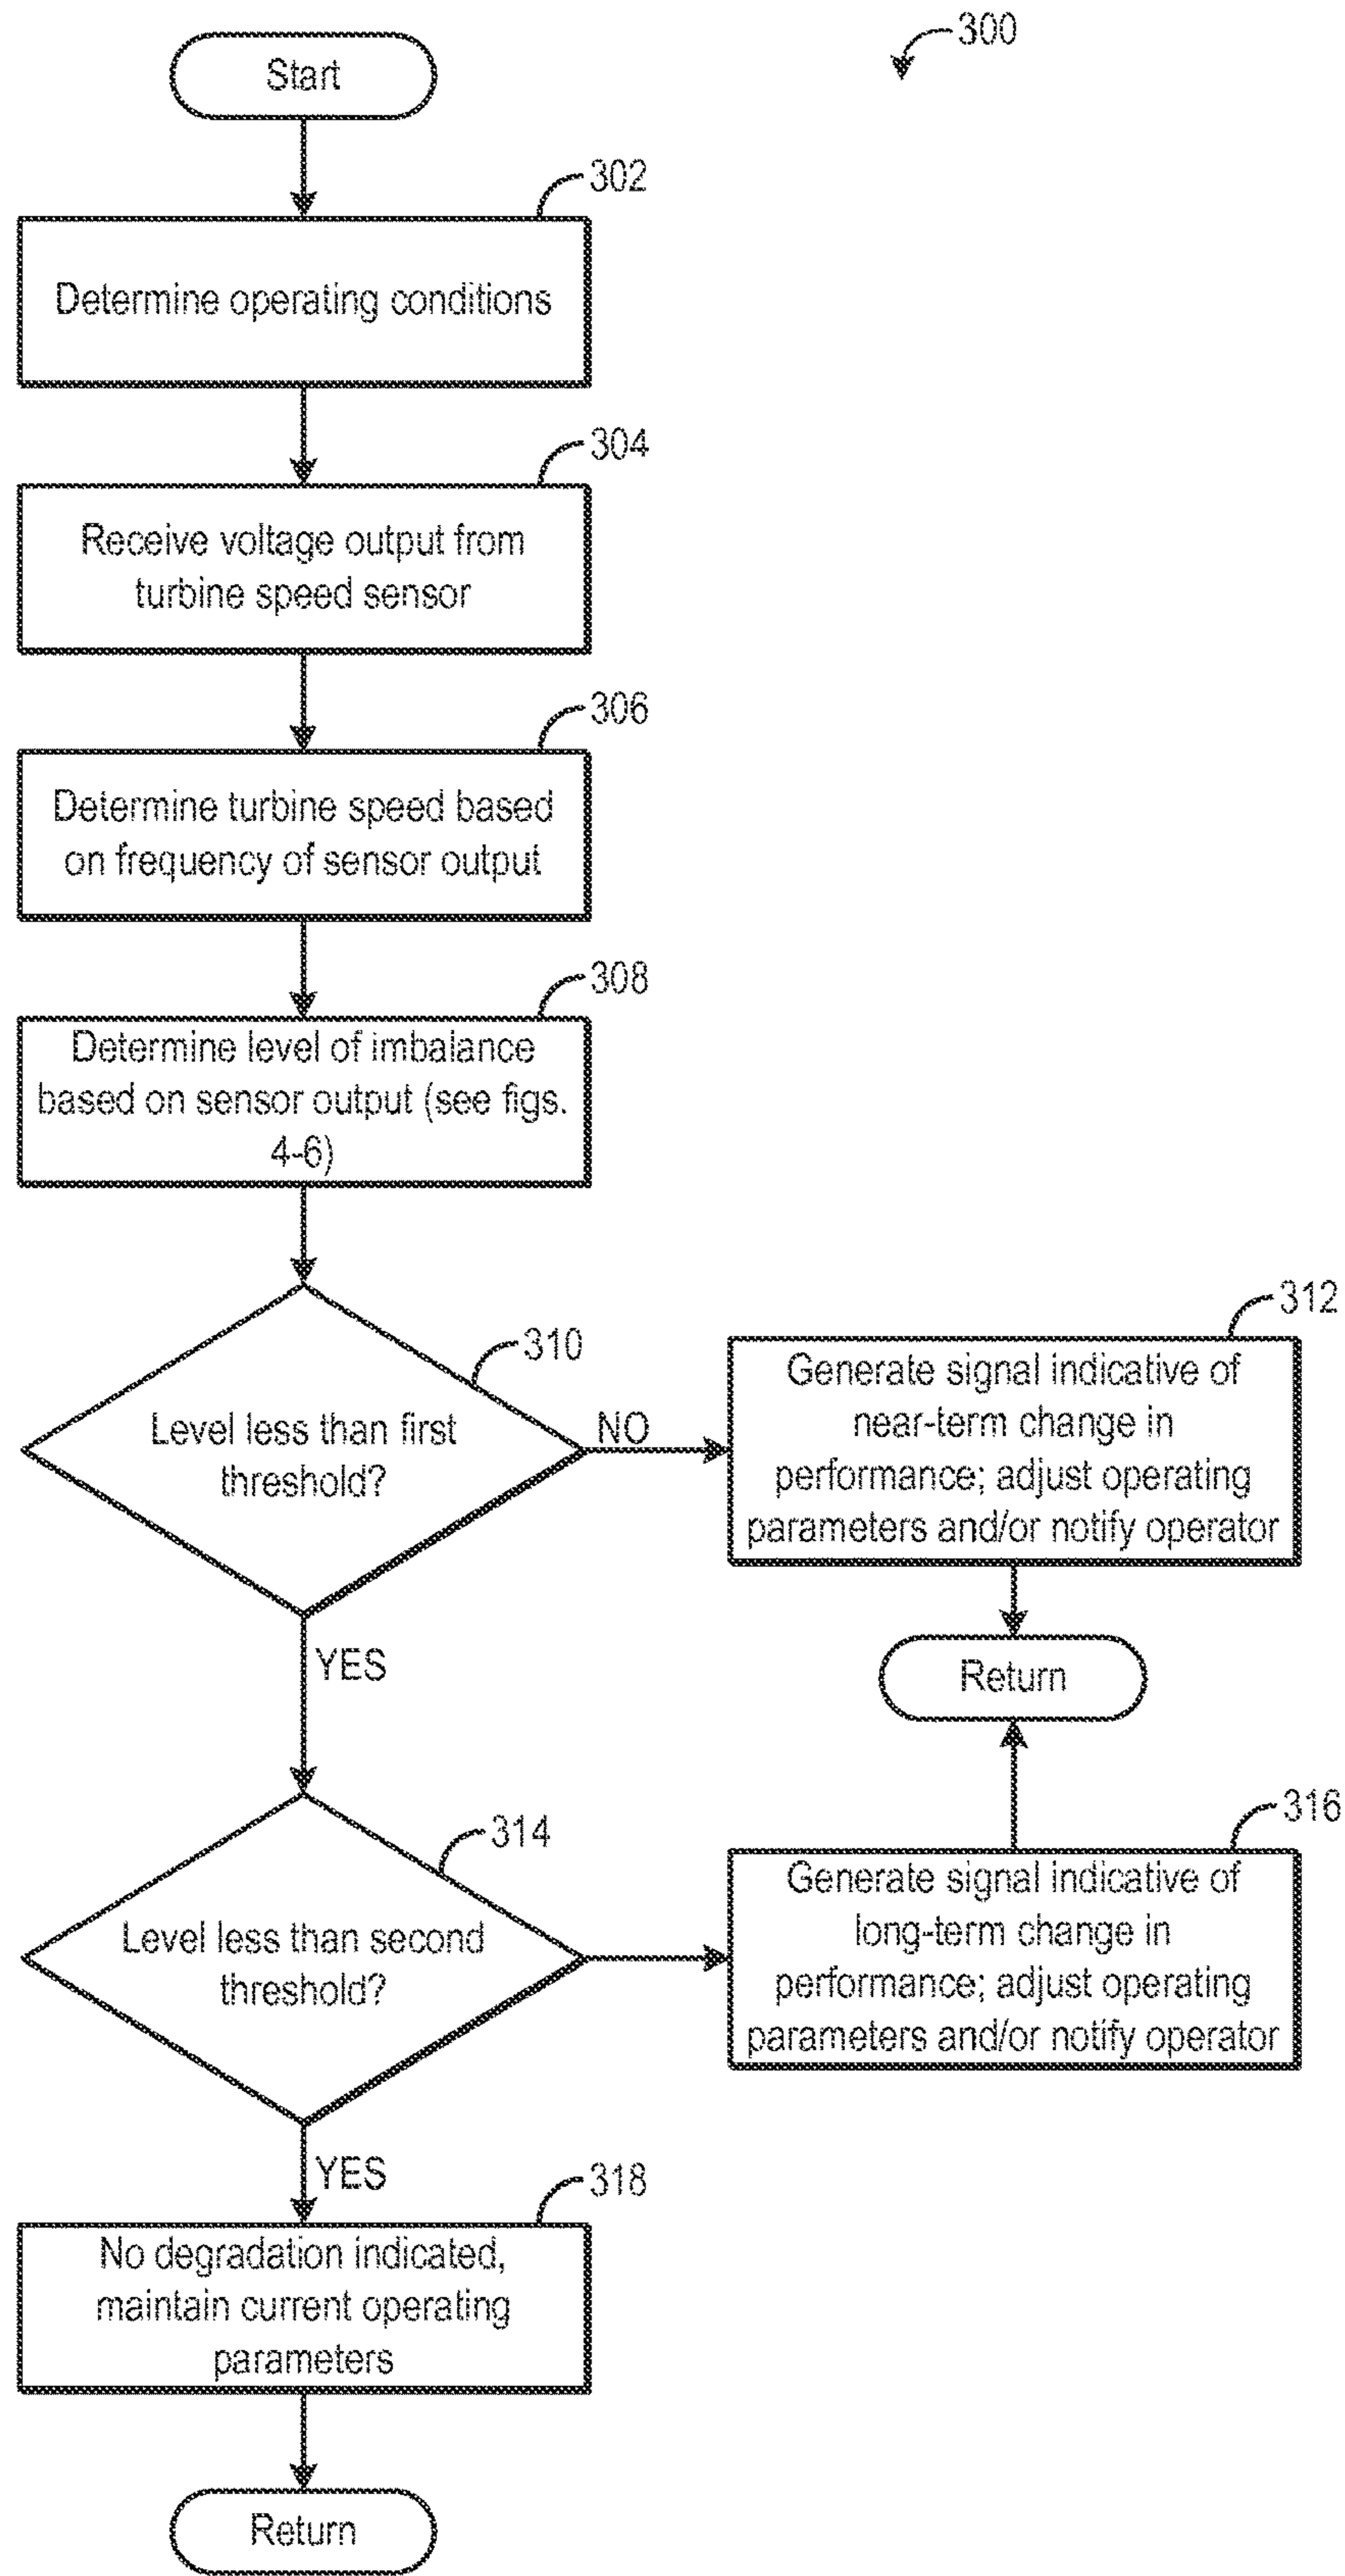 300
Start
302
Determine operating conditions
304
Receive voltage output from
turbine speed sensor
306
Determine turbine speed based
on frequency of sensor output
308
Determine level of imbalance
based on sensor output (see figs.
4-6)
310
Level less than first
threshold?
NO
312
Generate signal indicative of
near-term change in
performance; adjust operating
parameters and/or notify operator
Return
YES
314
Level less than second
threshold?
316
Generate signal indicative of
long-term change in
performance; adjust operating
parameters and/or notify operator
YES
318
No degradation indicated,
maintain current operating
parameters
Return